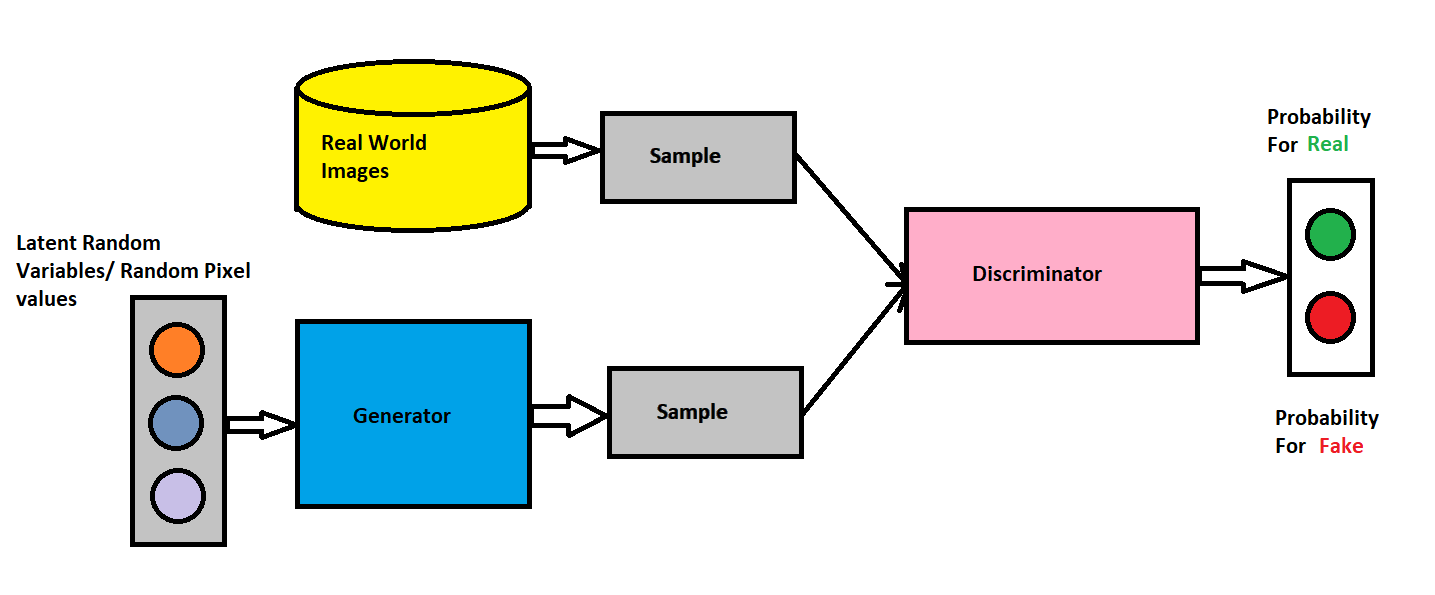 Real World
Images
Sample
Probability
For Real
Latent Random
Variables/ Random Pixel
values
Discriminator
Generator
Sample
Probability
For Fake